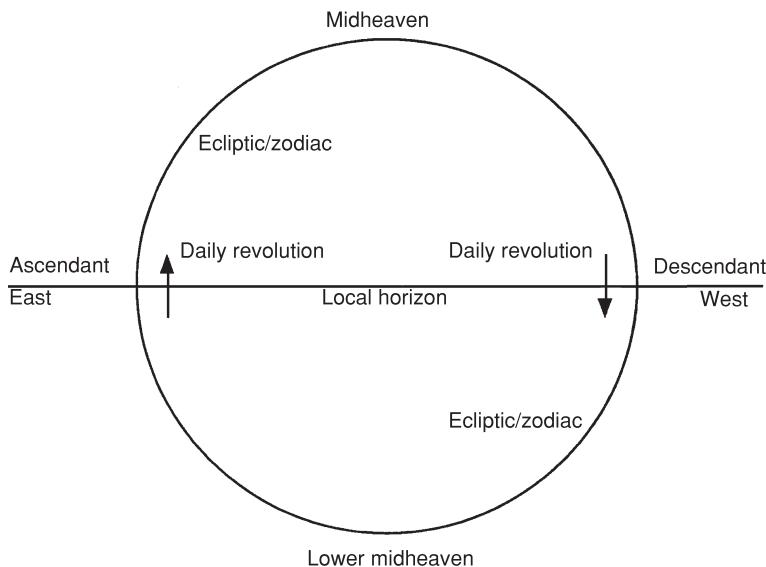 Midheaven
Ecliptic/zodiac
Daily revolution
Daily revolution
Ascendant
Descendant
East
Local horizon
West
Ecliptic/zodiac
Lower midheaven